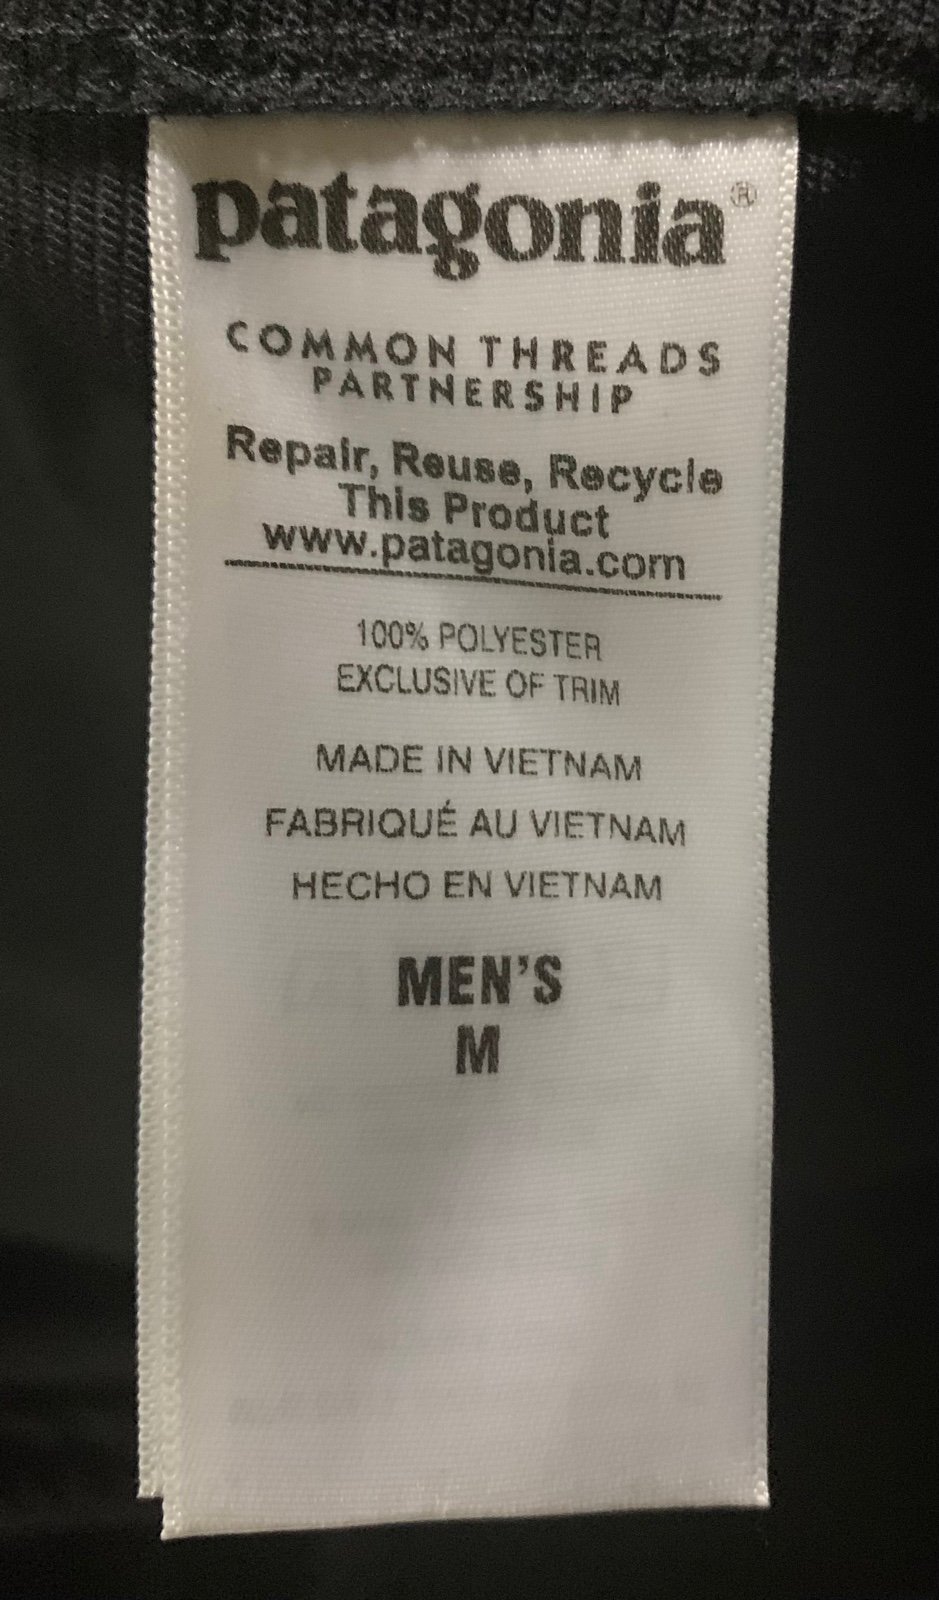 patagonia®
COMMON THREADS
PARTNERSHIP
Repair, Reuse, Recycle
This Product
www.patagonia.com
100% POLYESTER
EXCLUSIVE OF TRIM
MADE IN VIETNAM
FABRIQUÉ AU VIETNAM
HECHO EN VIETNAM
MEN'S
M